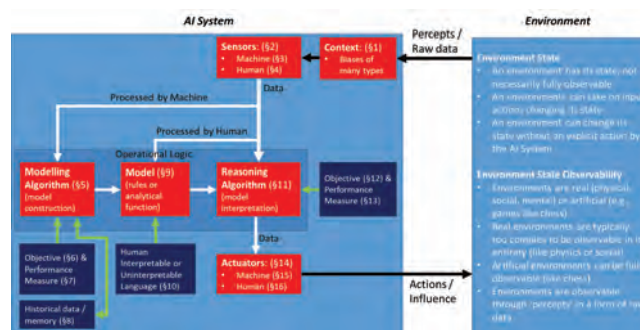 AI System
Environment
Sensors: (§2)
• Machine (§3)
• Human (§4)
Context: (§1)
• Biases of
many types
Percepts /
Raw data
Data
Processed by Machine
Processed by Human
Operational Logic
Modelling
Algorithm (§5)
(model
construction)
Model (§9)
(rules or
analytical
function)
Reasoning
Algorithm (§11)
(model
interpretation)
Objective (§12) &
Performance
Measure (§13)
Objective (§6) &
Performance
Measure (§7)
Human
Interpretable or
Uninterpretable
Language (§10)
Historical data /
memory (§8)
Data
Actuators: (§14)
• Machine (§15)
• Human (§16)
Actions /
Influence
Environment State
• An environment has its state, not
necessarily fully observable
• An environments can take on input
actions changing its state
• An environment can change its
state without an explicit action by
the AI System
Environment State Observability
• Environments are real (physical,
social, mental) or artificial (e.g.,
games like chess)
• Real environments are typically
too complex to be observable in its
entirety (like physics or social)
• Artificial environments can be fully
observable (like chess)
• Environments are observable
through 'percepts' in a form of raw
data